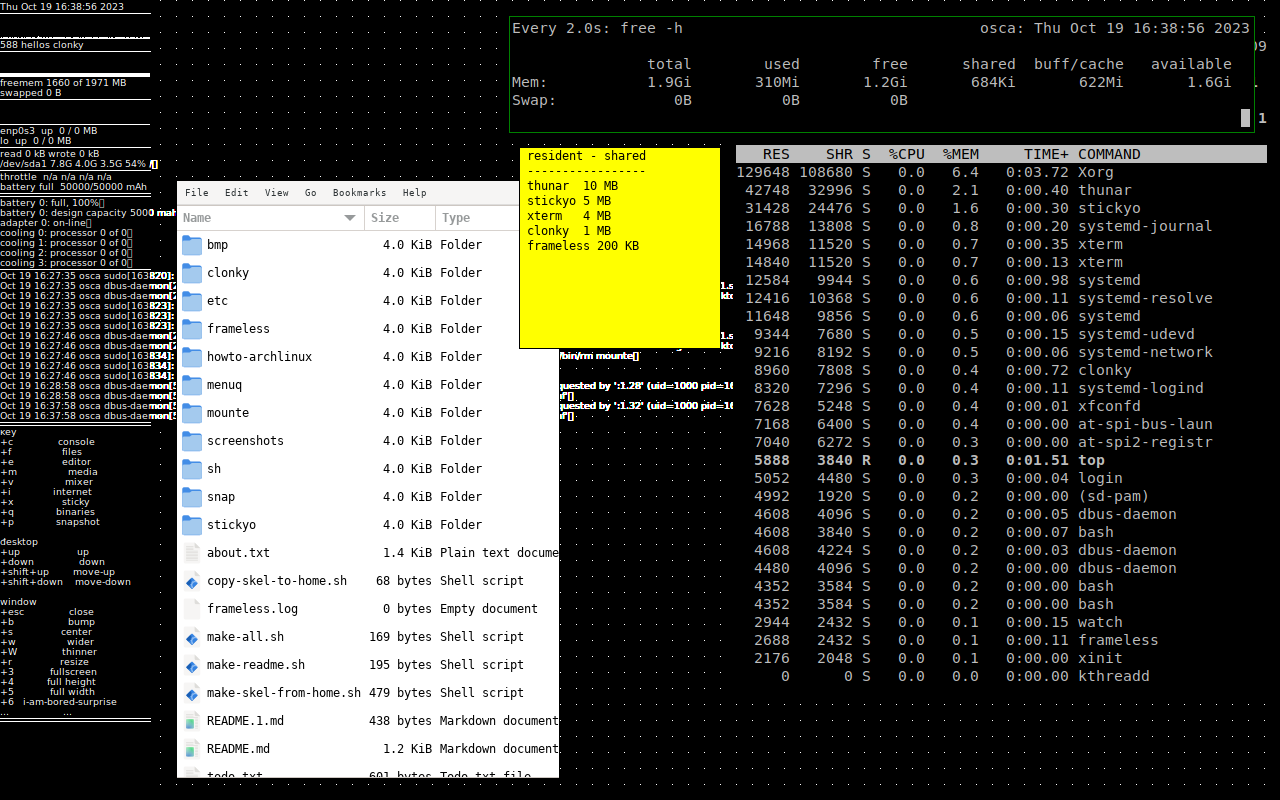 Thu Oct 19 16:38:56 2023
588 hellos clonky
freemem 1660 of 1971 MB
swapped 0 B
enp0s3 up 0 / 0 MB
lo up 0 / 0 MB
read 0 kB wrote 0 kB
/dev/sda1 7.8G 4.0G 3.5G 54% /
throttle n/a n/a n/a n/a
battery full 50000/50000 mAh
battery 0: full, 100%
battery 0: design capacity 5000 mah
adapter 0: on-line
cooling 0: processor 0 of 0
cooling 1: processor 0 of 0
cooling 2: processor 0 of 0
cooling 3: processor 0 of 0
Oct 19 16:27:35 osca sudo[163820]:
Oct 19 16:27:35 osca dbus-daemon[
Oct 19 16:27:35 osca dbus-daemon[
Oct 19 16:27:35 osca sudo[163823]:
Oct 19 16:27:35 osca sudo[163823]:
Oct 19 16:27:35 osca sudo[163823]:
Oct 19 16:27:46 osca dbus-daemon[
Oct 19 16:27:46 osca dbus-daemon[
Oct 19 16:27:46 osca sudo[163834]:
Oct 19 16:27:46 osca sudo[163834]:
Oct 19 16:27:46 osca sudo[163834]:
Oct 19 16:28:58 osca dbus-daemon[
Oct 19 16:28:58 osca dbus-daemon[
Oct 19 16:37:58 osca dbus-daemon[
Oct 19 16:37:58 osca dbus-daemon[
/bin/rm mounte
quested by ':1.28' (uid=1000 pid=
quested by ':1.32' (uid=1000 pid=
key
+c console
+f files
+e editor
+m media
+v mixer
+i internet
+x sticky
+q binaries
+p snapshot
desktop
+up up
+down down
+shift+up move-up
+shift+down move-down
window
+esc close
+b bump
+s center
+w wider
+W thinner
+r resize
+3 fullscreen
+4 full height
+5 full width
+6 i-am-bored-surprise
... ...
File Edit View Go Bookmarks Help
Name Size Type
bmp 4.0 KiB Folder
clonky 4.0 KiB Folder
etc 4.0 KiB Folder
frameless 4.0 KiB Folder
howto-archlinux 4.0 KiB Folder
menuq 4.0 KiB Folder
mounte 4.0 KiB Folder
screenshots 4.0 KiB Folder
sh 4.0 KiB Folder
snap 4.0 KiB Folder
stickyo 4.0 KiB Folder
about.txt 1.4 KiB Plain text docume
copy-skel-to-home.sh 68 bytes Shell script
frameless.log 0 bytes Empty document
make-all.sh 169 bytes Shell script
make-readme.sh 195 bytes Shell script
make-skel-from-home.sh 479 bytes Shell script
README.1.md 438 bytes Markdown document
README.md 1.2 KiB Markdown document
todo.txt 601 bytes Todo.txt file
resident - shared
-----------------
thunar 10 MB
stickyo 5 MB
xterm 4 MB
clonky 1 MB
frameless 200 KB
Every 2.0s: free -h osca: Thu Oct 19 16:38:56 2023
total used free shared buff/cache available
Mem: 1.9Gi 310Mi 1.2Gi 684Ki 622Mi 1.6Gi
Swap: 0B 0B 0B
1
RES SHR S %CPU %MEM TIME+ COMMAND
129648 108680 S 0.0 6.4 0:03.72 Xorg
42748 32996 S 0.0 2.1 0:00.40 thunar
31428 24476 S 0.0 1.6 0:00.30 stickyo
16788 13808 S 0.0 0.8 0:00.20 systemd-journal
14968 11520 S 0.0 0.7 0:00.35 xterm
14840 11520 S 0.0 0.7 0:00.13 xterm
12584 9944 S 0.0 0.6 0:00.98 systemd
12416 10368 S 0.0 0.6 0:00.11 systemd-resolve
11648 9856 S 0.0 0.6 0:00.06 systemd
9344 7680 S 0.0 0.5 0:00.15 systemd-udevd
9216 8192 S 0.0 0.5 0:00.06 systemd-network
8960 7808 S 0.0 0.4 0:00.72 clonky
8320 7296 S 0.0 0.4 0:00.11 systemd-logind
7628 5248 S 0.0 0.4 0:00.01 xfconfd
7168 6400 S 0.0 0.4 0:00.00 at-spi-bus-laun
7040 6272 S 0.0 0.3 0:00.00 at-spi2-registr
5888 3840 R 0.0 0.3 0:01.51 top
5052 4480 S 0.0 0.3 0:00.04 login
4992 1920 S 0.0 0.2 0:00.00 (sd-pam)
4608 4096 S 0.0 0.2 0:00.05 dbus-daemon
4608 3840 S 0.0 0.2 0:00.07 bash
4608 4224 S 0.0 0.2 0:00.03 dbus-daemon
4480 4096 S 0.0 0.2 0:00.00 dbus-daemon
4352 3584 S 0.0 0.2 0:00.00 bash
4352 3584 S 0.0 0.2 0:00.00 bash
2944 2432 S 0.0 0.1 0:00.15 watch
2688 2432 S 0.0 0.1 0:00.11 frameless
2176 2048 S 0.0 0.1 0:00.00 xinit
0 0 S 0.0 0.0 0:00.00 kthreadd